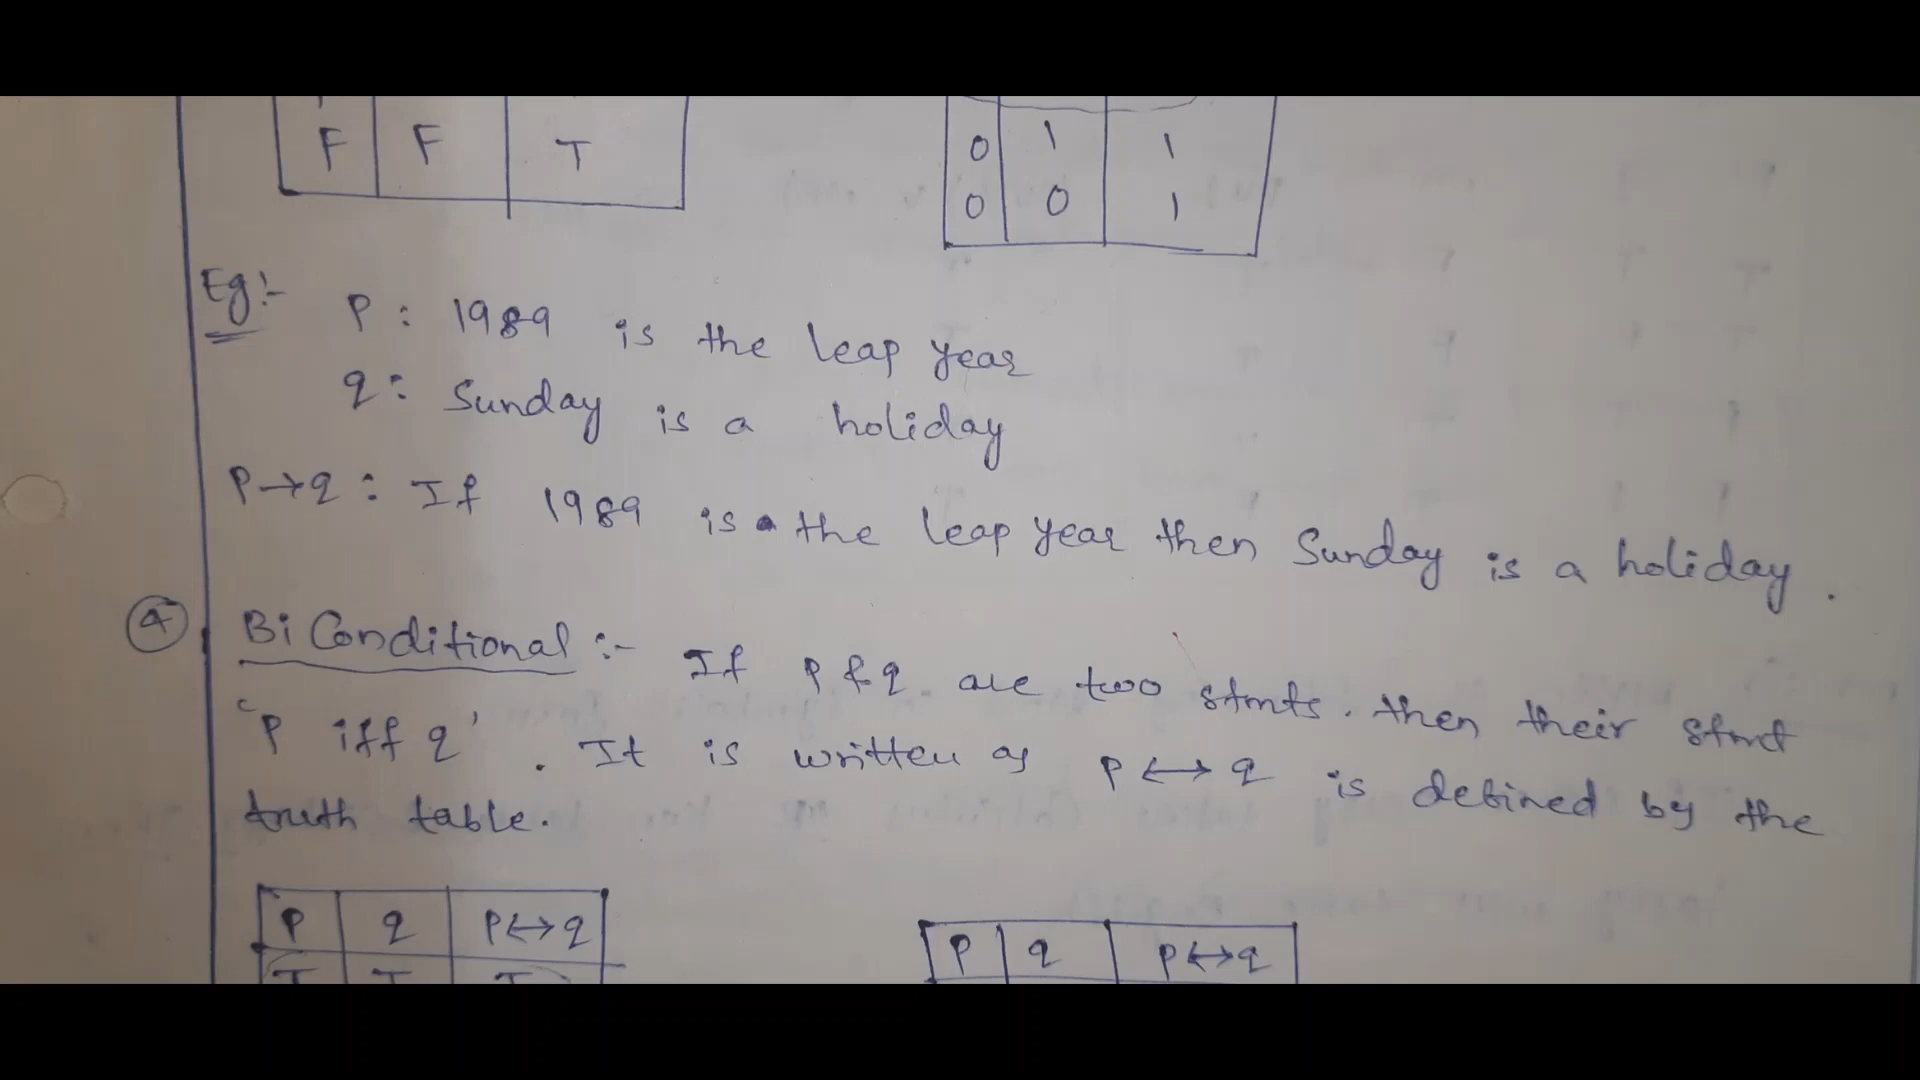 F F T
0 1 1
0 0 1
Eg:-
P : 1989 is the leap year
q : Sunday is a holiday
P→q : If 1989 is the leap year then Sunday is a holiday.
④ Bi Conditional :- If P & q are two stmts. then their stmt
'P iff q'. It is written as P ↔ q is defined by the
truth table.
P q P↔q
T T T
P q P↔q